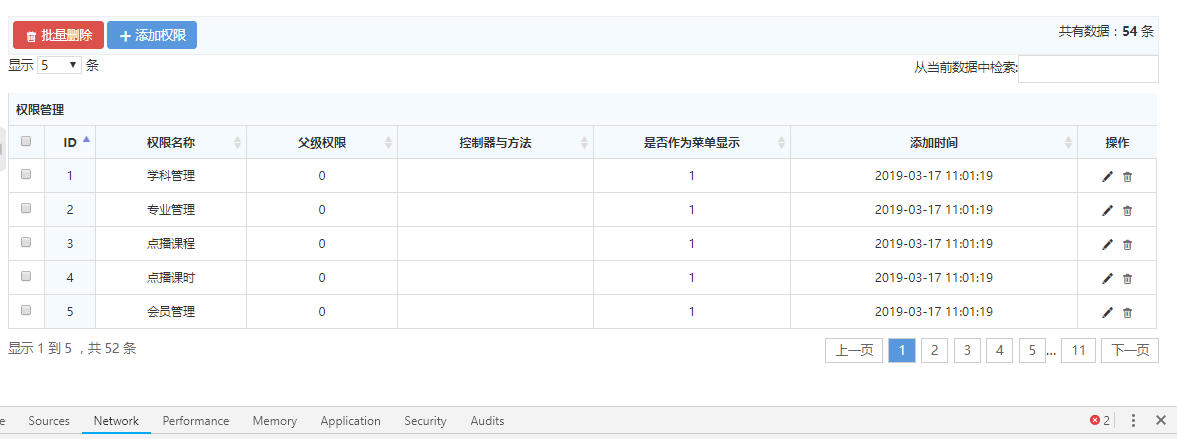 批量删除 添加权限 共有数据：54 条
显示 5 条 从当前数据中检索:
权限管理
ID 权限名称 父级权限 控制器与方法 是否作为菜单显示 添加时间 操作
1 学科管理 0 1 2019-03-17 11:01:19
2 专业管理 0 1 2019-03-17 11:01:19
3 点播课程 0 1 2019-03-17 11:01:19
4 点播课时 0 1 2019-03-17 11:01:19
5 会员管理 0 1 2019-03-17 11:01:19
显示 1 到 5 ，共 52 条 上一页 1 2 3 4 5 ... 11 下一页
e Sources Network Performance Memory Application Security Audits 2